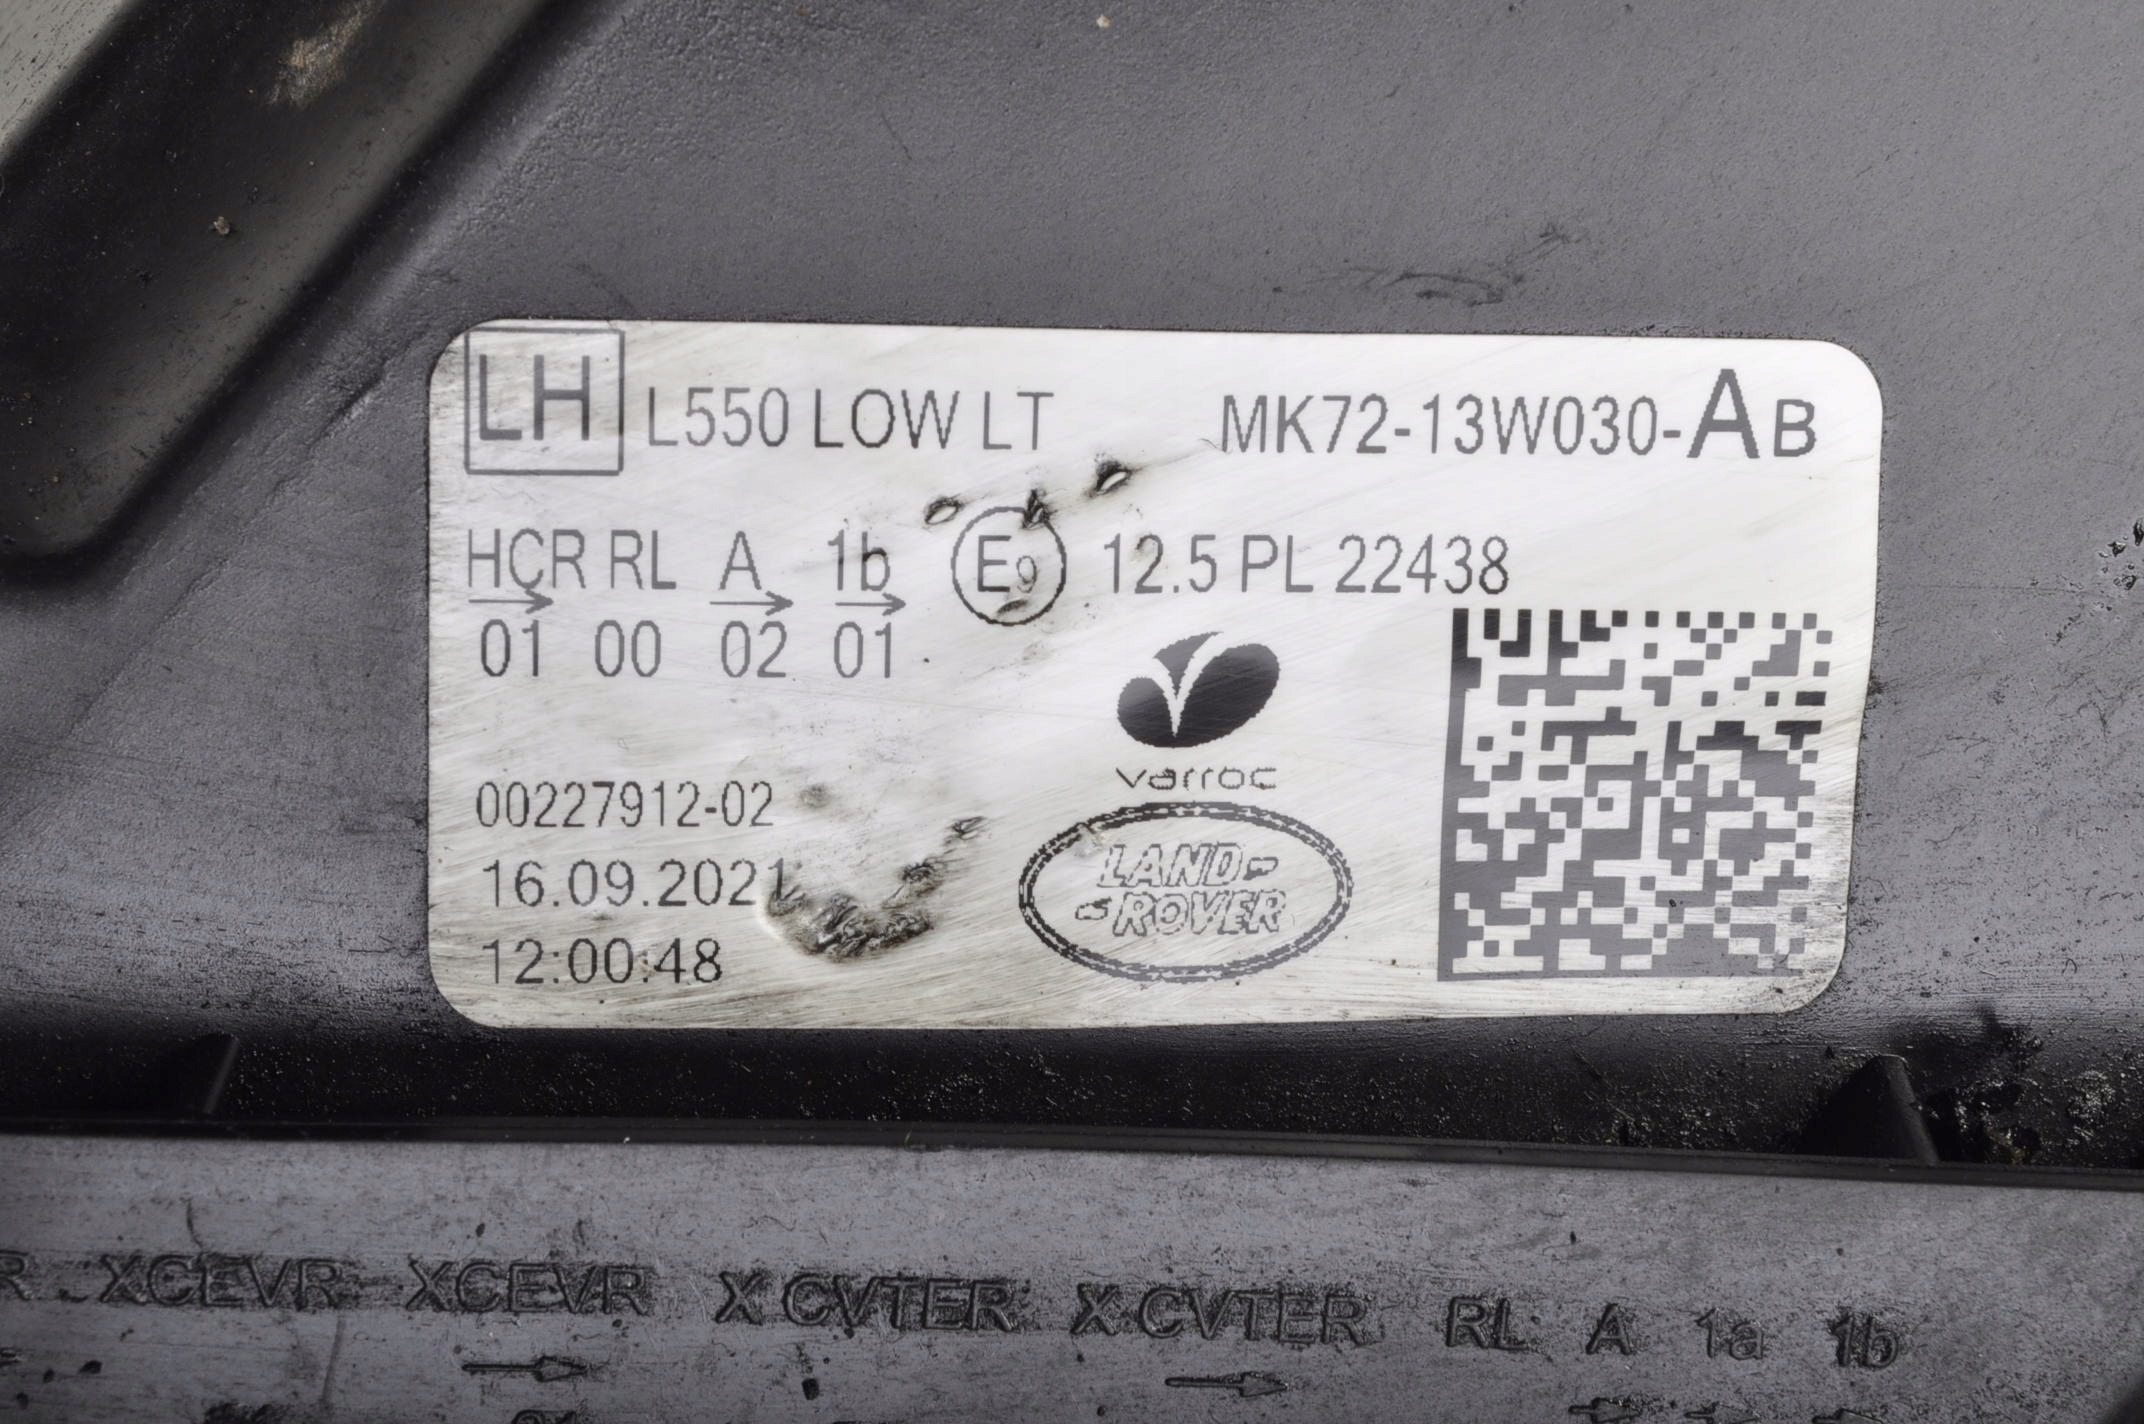 LH L550 LOW LT MK72-13W030-AB
HCR RL A 1b E9 12.5 PL 22438
01 00 02 01
varroc
00227912-02
16.09.2021
12:00:48
LAND-
-ROVER
R XCEVR XCEVR X CVTER X CVTER RL A 1a 1b